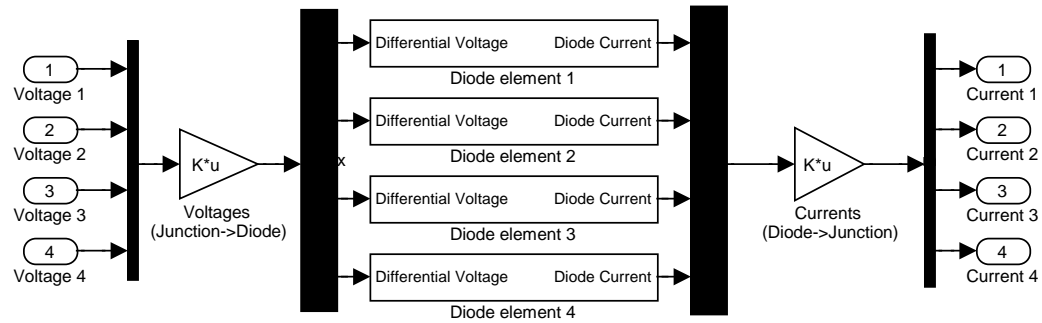 1
Voltage 1
2
Voltage 2
3
Voltage 3
4
Voltage 4
K*u
Voltages
(Junction->Diode)
x
Differential Voltage Diode Current
Diode element 1
Differential Voltage Diode Current
Diode element 2
Differential Voltage Diode Current
Diode element 3
Differential Voltage Diode Current
Diode element 4
K*u
Currents
(Diode->Junction)
1
Current 1
2
Current 2
3
Current 3
4
Current 4